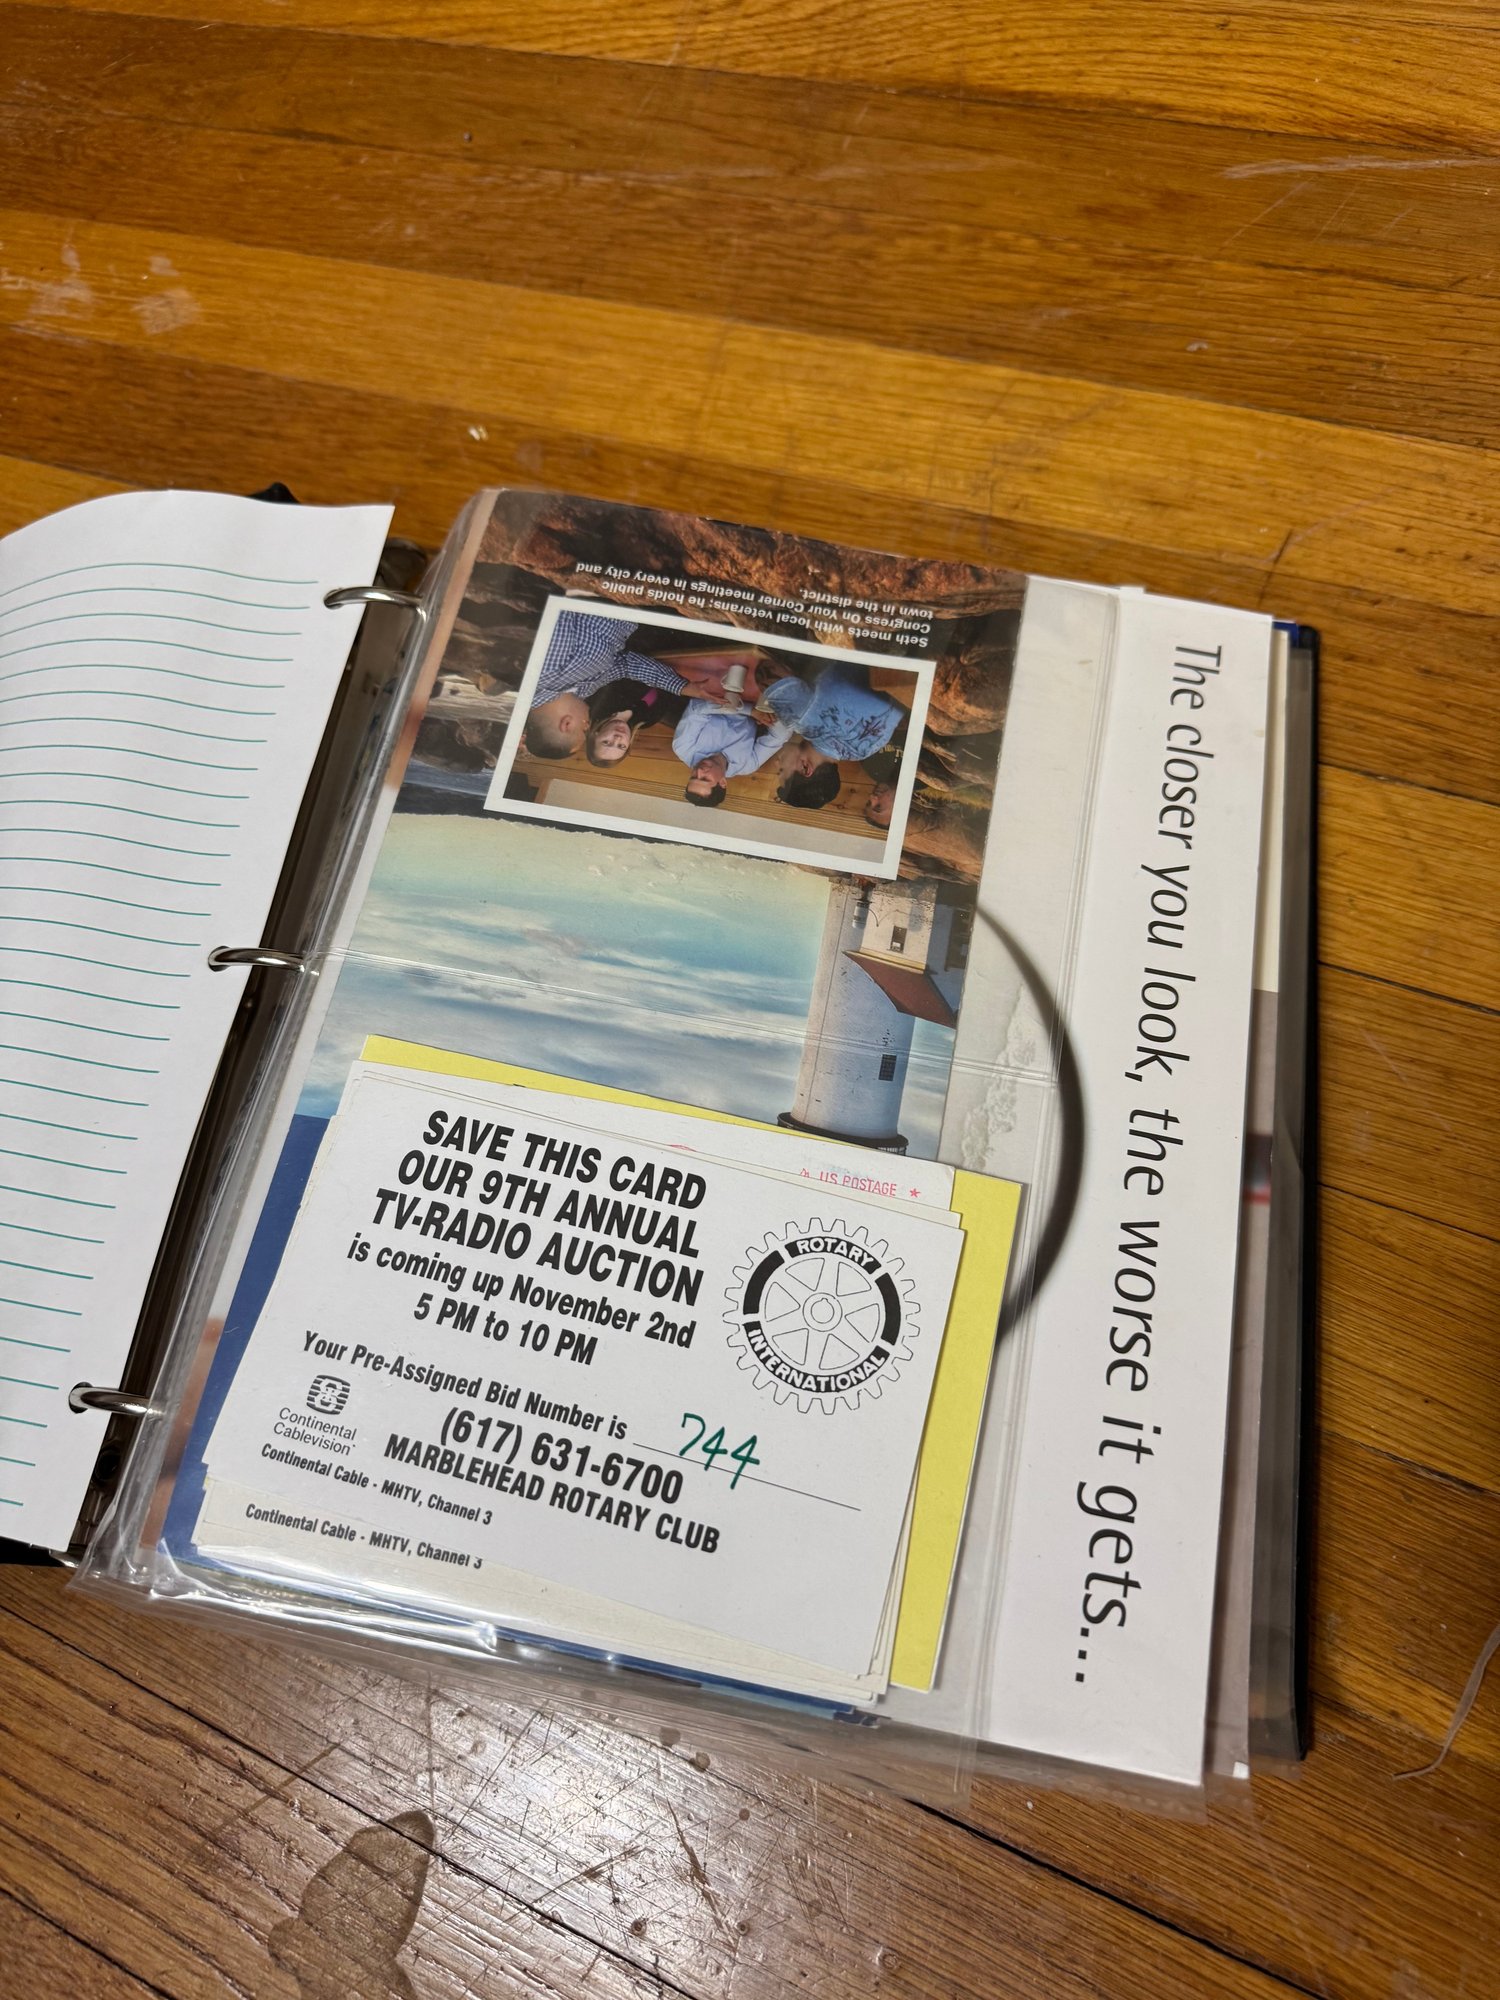 Seth meets with local veterans; he holds public
Congress On Your Corner meetings in every city and
town in the district.
The closer you look, the worse it gets...
US POSTAGE ★
SAVE THIS CARD
OUR 9TH ANNUAL
TV-RADIO AUCTION
is coming up November 2nd
5 PM to 10 PM
ROTARY
INTERNATIONAL
Your Pre-Assigned Bid Number is 744
(617) 631-6700
MARBLEHEAD ROTARY CLUB
Continental
Cablevision
Continental Cable - MHTV, Channel 3
Continental Cable - MHTV, Channel 3